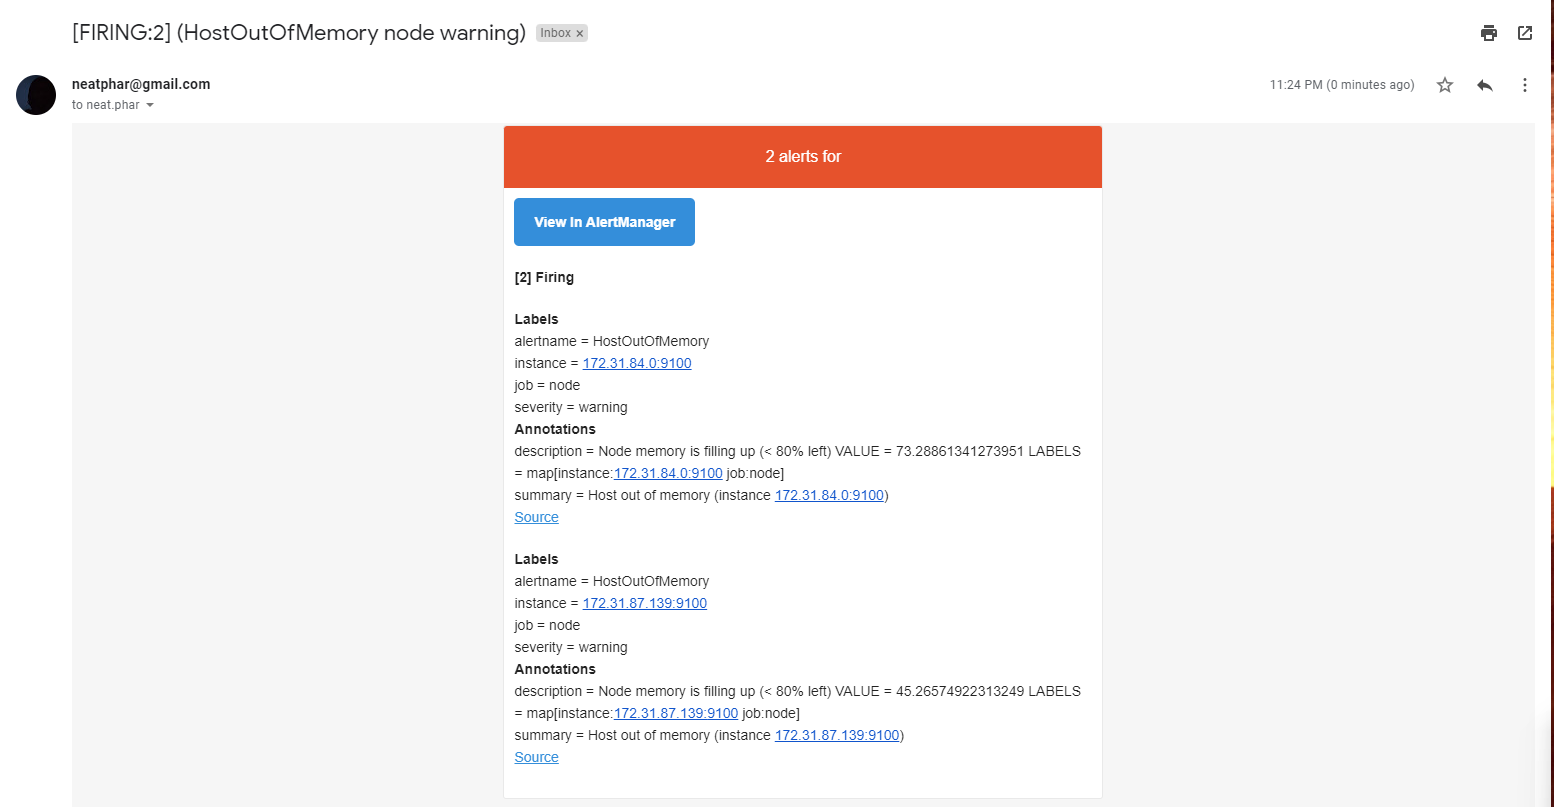 [FIRING:2] (HostOutOfMemory node warning) Inbox ×
neatphar@gmail.com
11:24 PM (0 minutes ago)
to neat.phar
2 alerts for
View In AlertManager
[2] Firing
Labels
alertname = HostOutOfMemory
instance = 172.31.84.0:9100
job = node
severity = warning
Annotations
description = Node memory is filling up (< 80% left) VALUE = 73.28861341273951 LABELS
= map[instance:172.31.84.0:9100 job:node]
summary = Host out of memory (instance 172.31.84.0:9100)
Source
Labels
alertname = HostOutOfMemory
instance = 172.31.87.139:9100
job = node
severity = warning
Annotations
description = Node memory is filling up (< 80% left) VALUE = 45.26574922313249 LABELS
= map[instance:172.31.87.139:9100 job:node]
summary = Host out of memory (instance 172.31.87.139:9100)
Source